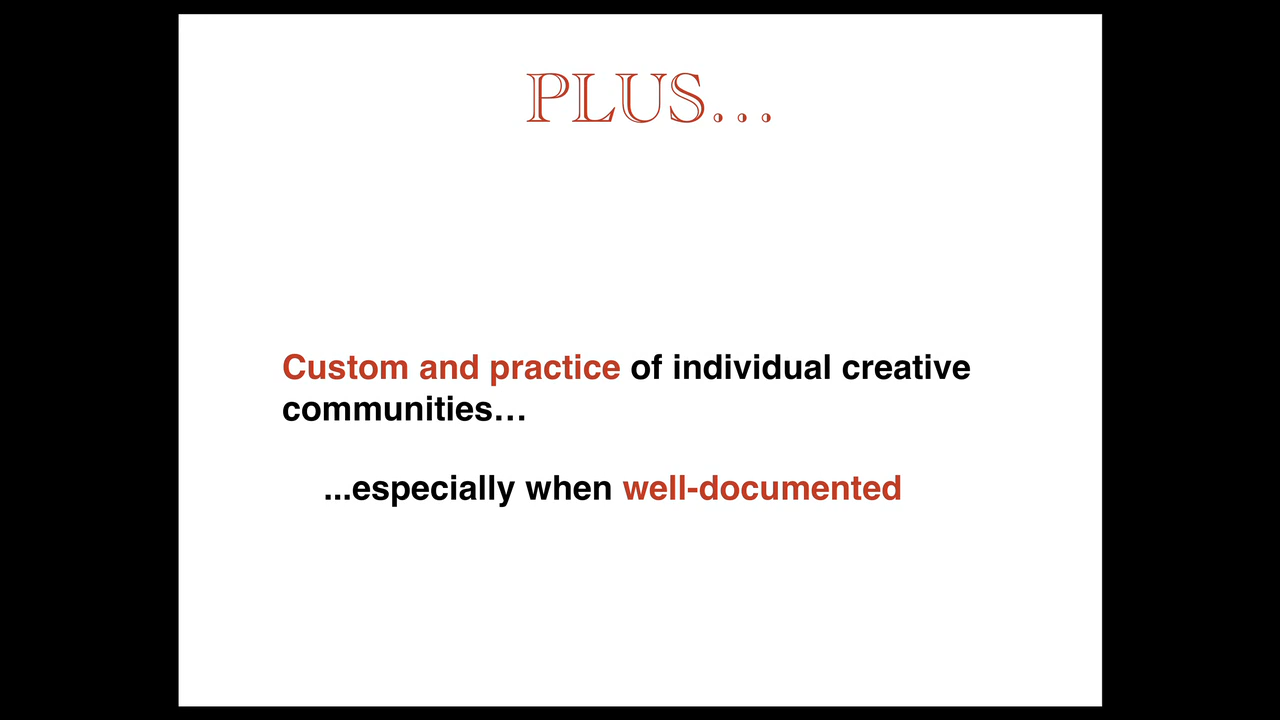 PLUS…
Custom and practice of individual creative
communities…
...especially when well-documented